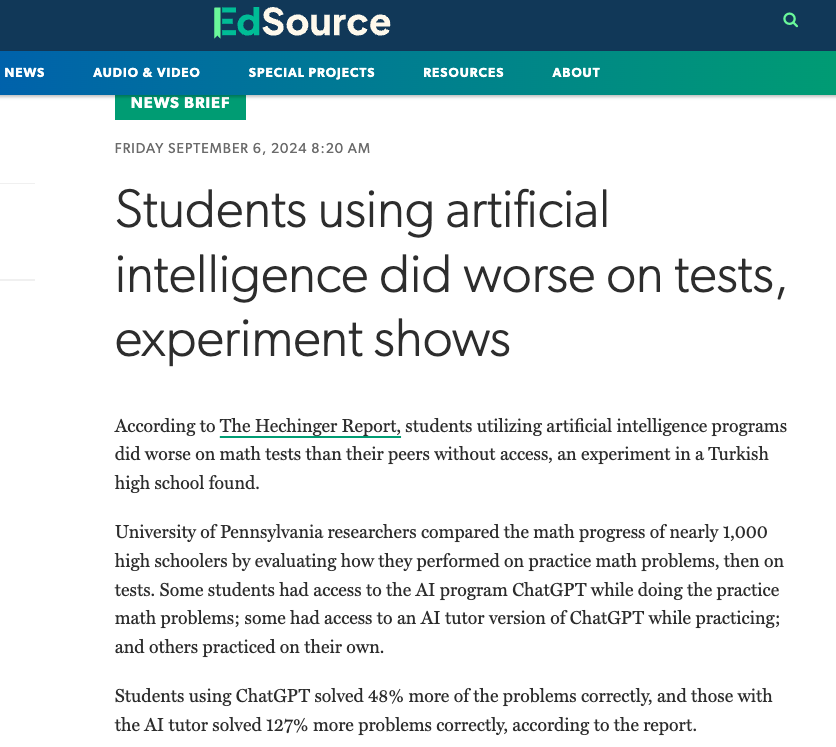 EdSource
NEWS
AUDIO & VIDEO
SPECIAL PROJECTS
RESOURCES
ABOUT
NEWS BRIEF
FRIDAY SEPTEMBER 6, 2024 8:20 AM
Students using artificial
intelligence did worse on tests,
experiment shows
According to The Hechinger Report, students utilizing artificial intelligence programs
did worse on math tests than their peers without access, an experiment in a Turkish
high school found.
University of Pennsylvania researchers compared the math progress of nearly 1,000
high schoolers by evaluating how they performed on practice math problems, then on
tests. Some students had access to the AI program ChatGPT while doing the practice
math problems; some had access to an AI tutor version of ChatGPT while practicing;
and others practiced on their own.
Students using ChatGPT solved 48% more of the problems correctly, and those with
the AI tutor solved 127% more problems correctly, according to the report.